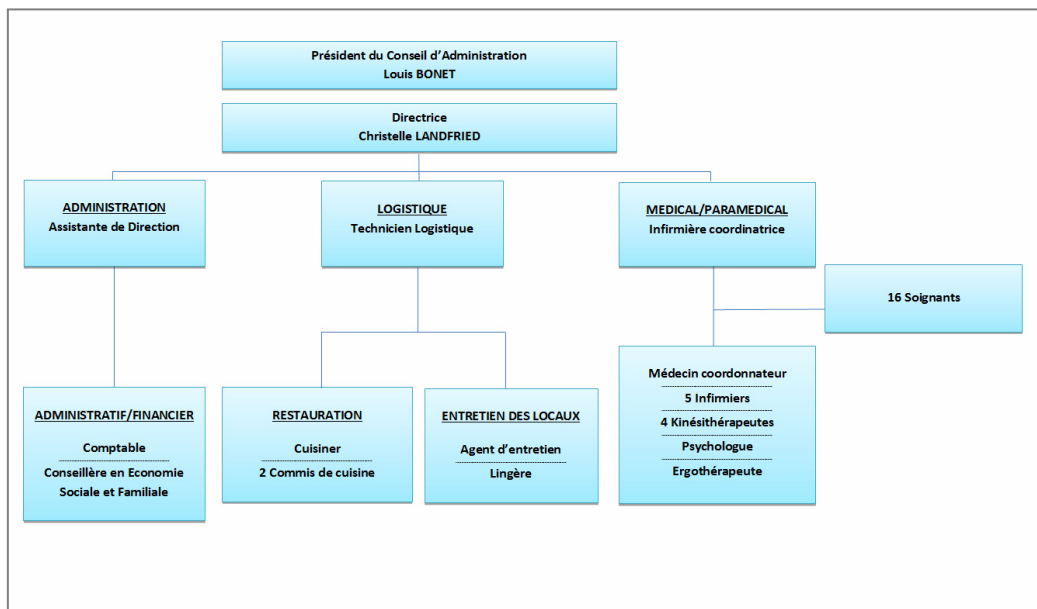 Président du Conseil d'Administration
Louis BONET
Directrice
Christelle LANDFRIED
ADMINISTRATION
Assistante de Direction
LOGISTIQUE
Technicien Logistique
MEDICAL/PARAMEDICAL
Infirmière coordinatrice
16 Soignants
ADMINISTRATIF/FINANCIER
Comptable
Conseillère en Economie
Sociale et Familiale
RESTAURATION
Cuisiner
2 Commis de cuisine
ENTRETIEN DES LOCAUX
Agent d'entretien
Lingère
Médecin coordonnateur
5 Infirmiers
4 Kinésithérapeutes
Psychologue
Ergothérapeute